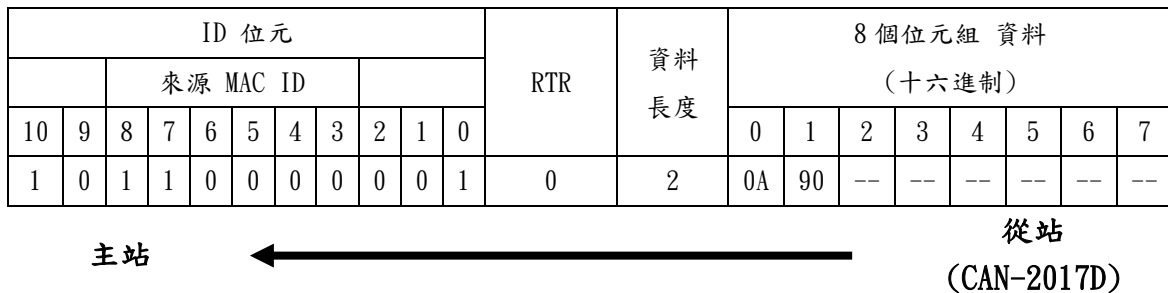 ID 位元 RTR 資料長度 8個位元組 資料
(十六進制)
來源 MAC ID
10 9 8 7 6 5 4 3 2 1 0 0 1 2 3 4 5 6 7
1 0 1 1 0 0 0 0 0 0 1 0 2 0A 90 -- -- -- -- -- --
主站 從站
(CAN-2017D)